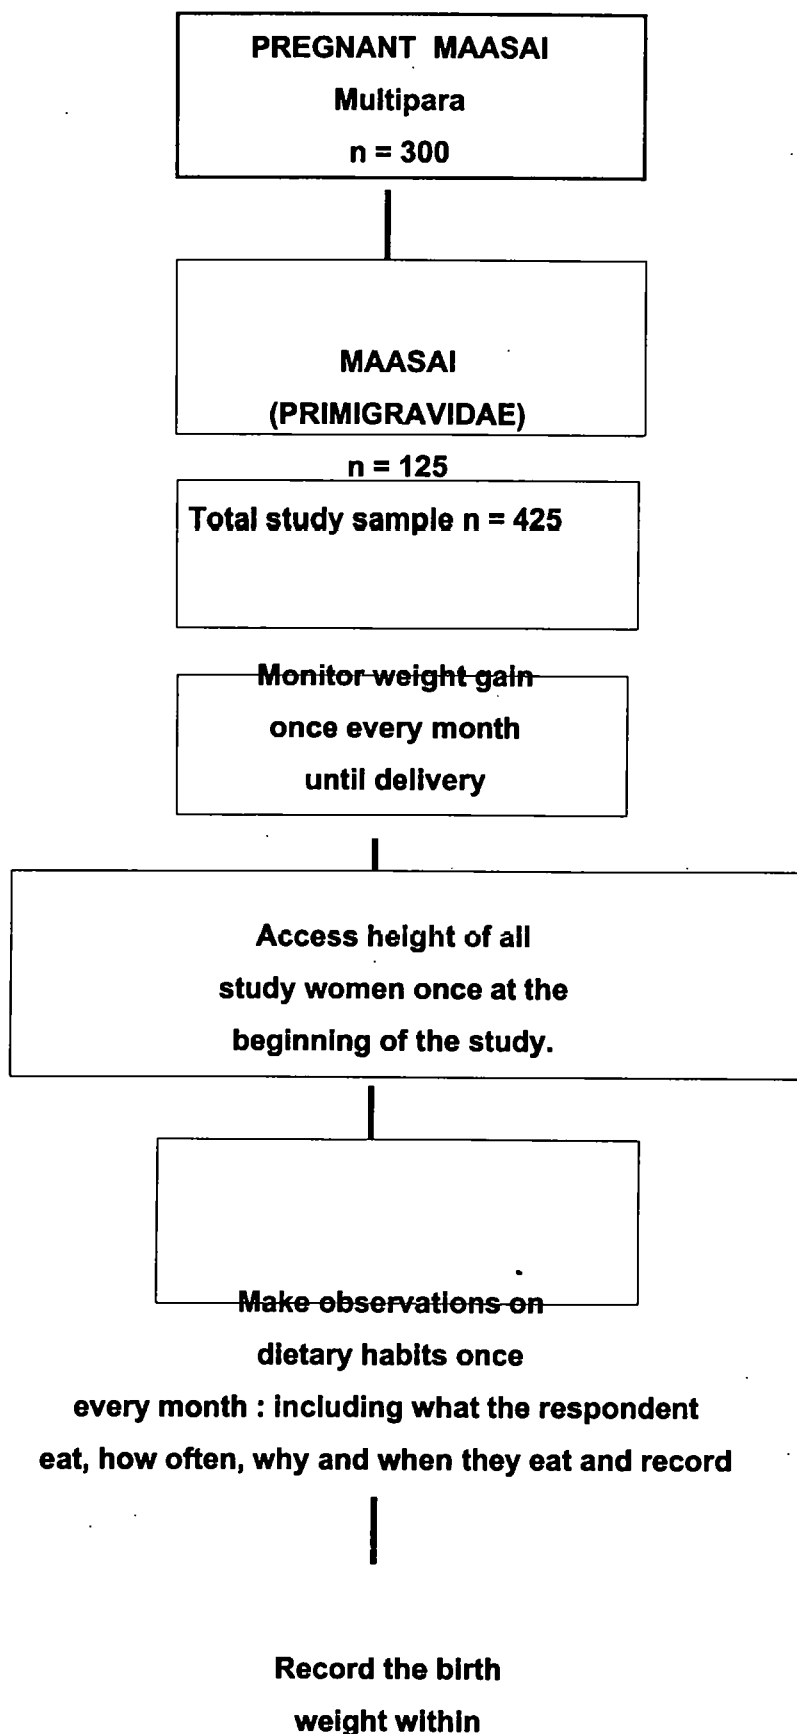 PREGNANT MAASAI
Multipara
n = 300
MAASAI
(PRIMIGRAVIDAE)
n = 125
Total study sample n = 425
Monitor weight gain
once every month
until delivery
Access height of all
study women once at the
beginning of the study.
Make observations on
dietary habits once
every month : including what the respondent
eat, how often, why and when they eat and record
Record the birth
weight within